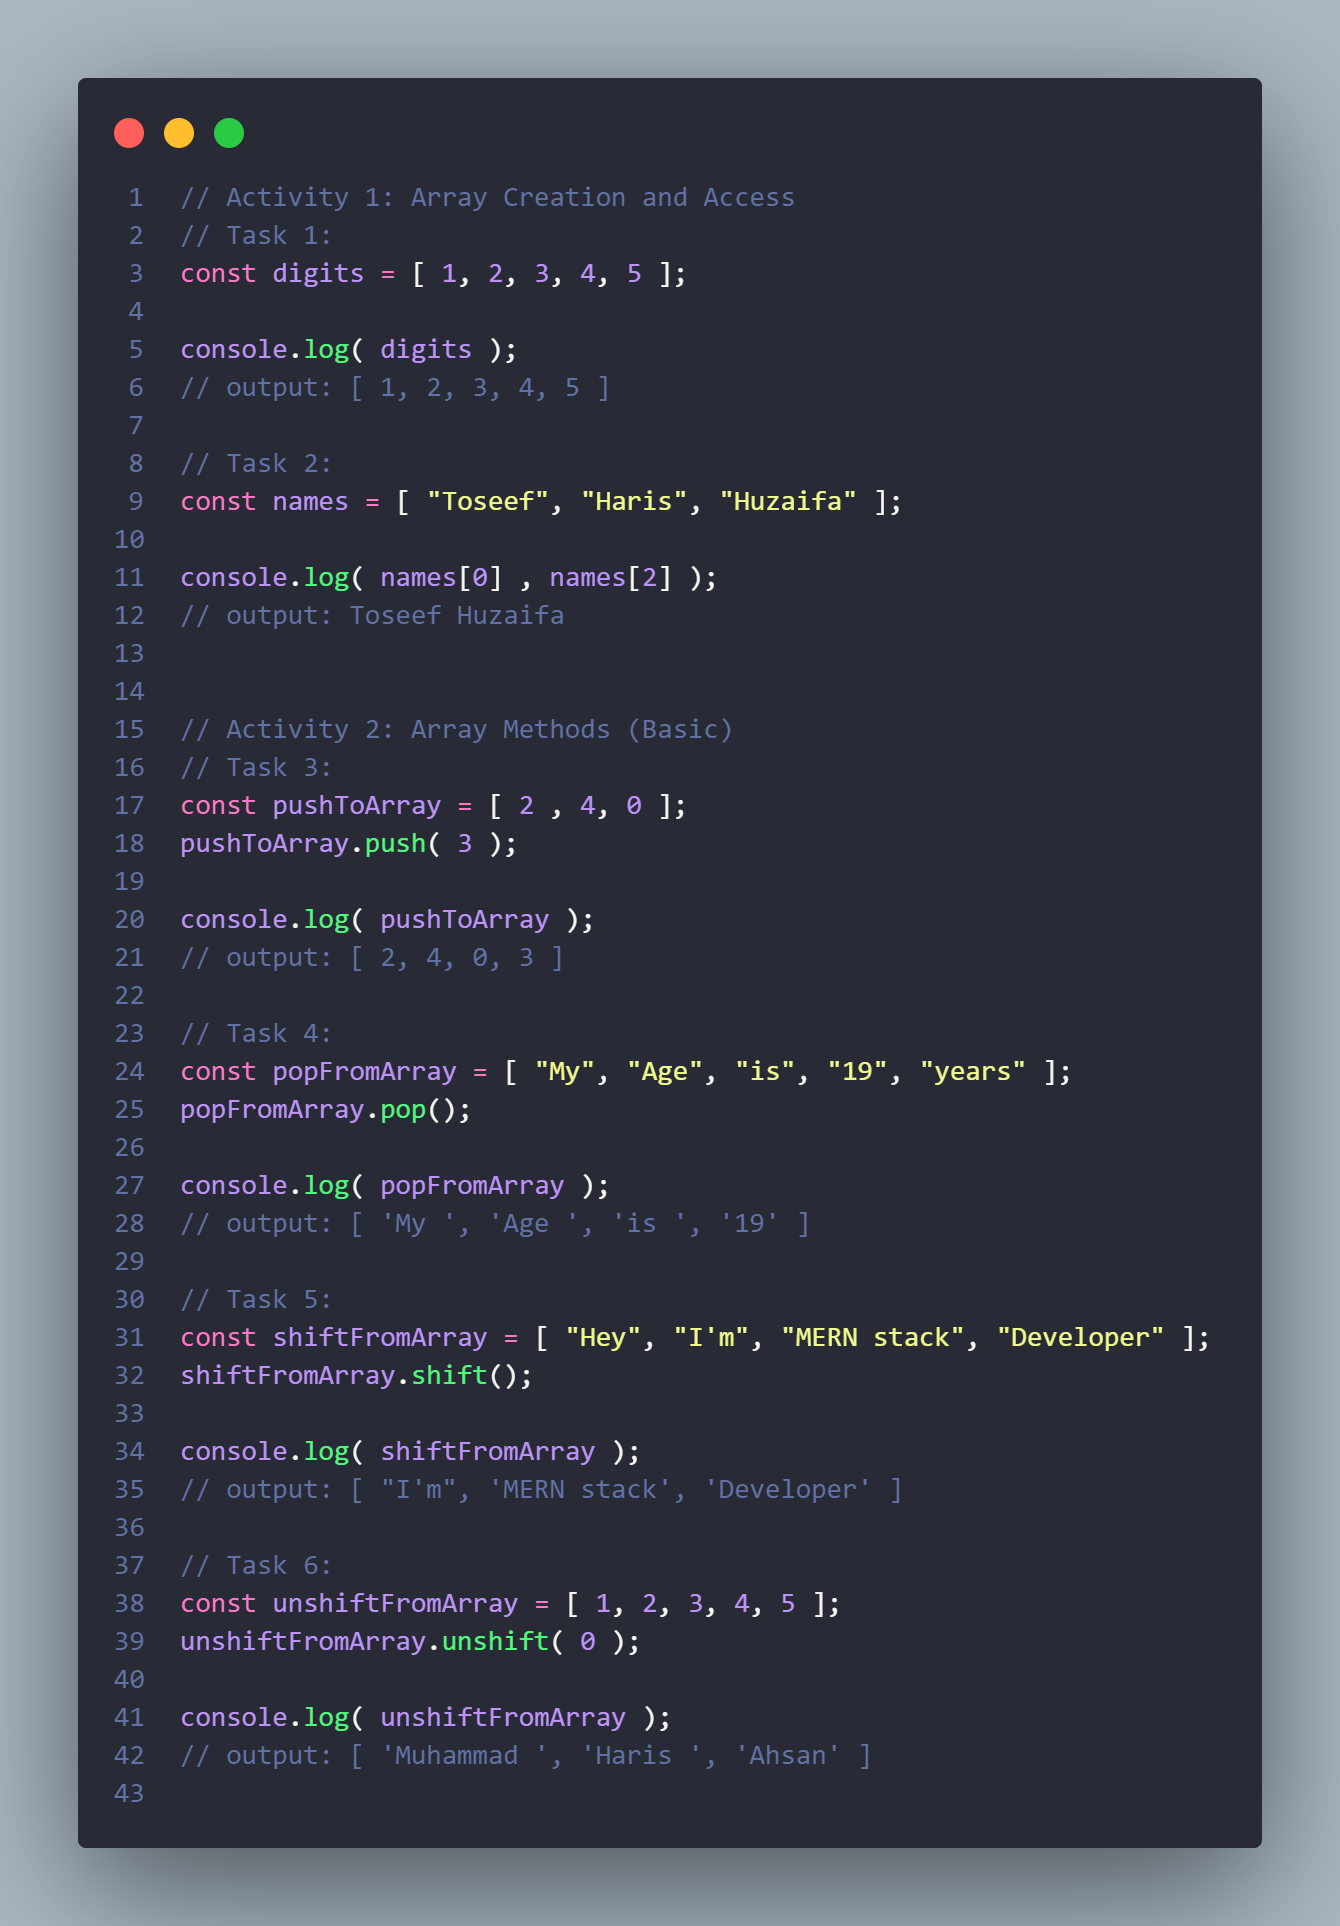 1 // Activity 1: Array Creation and Access
2 // Task 1:
3 const digits = [ 1, 2, 3, 4, 5 ];
4
5 console.log( digits );
6 // output: [ 1, 2, 3, 4, 5 ]
7
8 // Task 2:
9 const names = [ "Toseef", "Haris", "Huzaifa" ];
10
11 console.log( names[0] , names[2] );
12 // output: Toseef Huzaifa
13
14
15 // Activity 2: Array Methods (Basic)
16 // Task 3:
17 const pushToArray = [ 2 , 4, 0 ];
18 pushToArray.push( 3 );
19
20 console.log( pushToArray );
21 // output: [ 2, 4, 0, 3 ]
22
23 // Task 4:
24 const popFromArray = [ "My", "Age", "is", "19", "years" ];
25 popFromArray.pop();
26
27 console.log( popFromArray );
28 // output: [ 'My ', 'Age ', 'is ', '19' ]
29
30 // Task 5:
31 const shiftFromArray = [ "Hey", "I'm", "MERN stack", "Developer" ];
32 shiftFromArray.shift();
33
34 console.log( shiftFromArray );
35 // output: [ "I'm", 'MERN stack', 'Developer' ]
36
37 // Task 6:
38 const unshiftFromArray = [ 1, 2, 3, 4, 5 ];
39 unshiftFromArray.unshift( 0 );
40
41 console.log( unshiftFromArray );
42 // output: [ 'Muhammad ', 'Haris ', 'Ahsan' ]
43